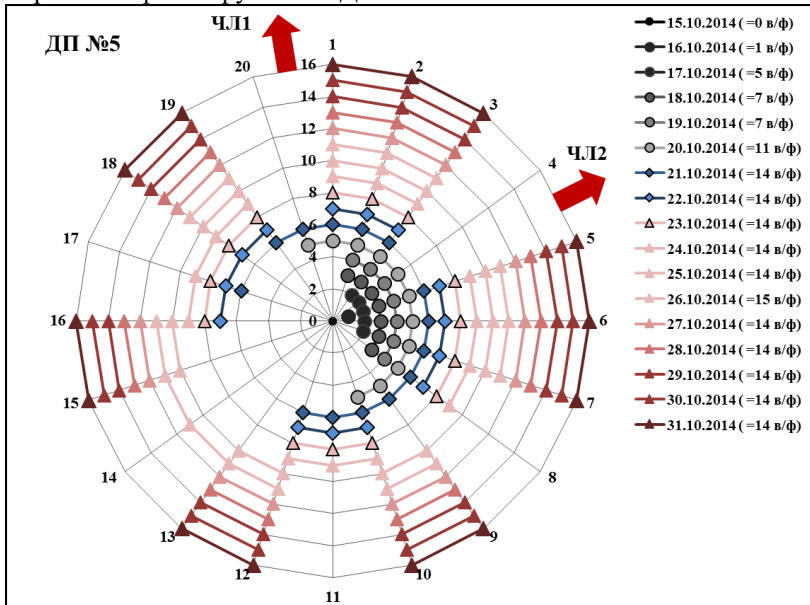 ЧЛ1
ДП №5
1
2
3
4
ЧЛ2
5
6
7
8
9
10
11
12
13
14
15
16
17
18
19
20
16
14
12
10
8
6
4
2
0
15.10.2014 ( =0 в/ф)
16.10.2014 ( =1 в/ф)
17.10.2014 ( =5 в/ф)
18.10.2014 ( =7 в/ф)
19.10.2014 ( =7 в/ф)
20.10.2014 ( =11 в/ф)
21.10.2014 ( =14 в/ф)
22.10.2014 ( =14 в/ф)
23.10.2014 ( =14 в/ф)
24.10.2014 ( =14 в/ф)
25.10.2014 ( =14 в/ф)
26.10.2014 ( =15 в/ф)
27.10.2014 ( =14 в/ф)
28.10.2014 ( =14 в/ф)
29.10.2014 ( =14 в/ф)
30.10.2014 ( =14 в/ф)
31.10.2014 ( =14 в/ф)